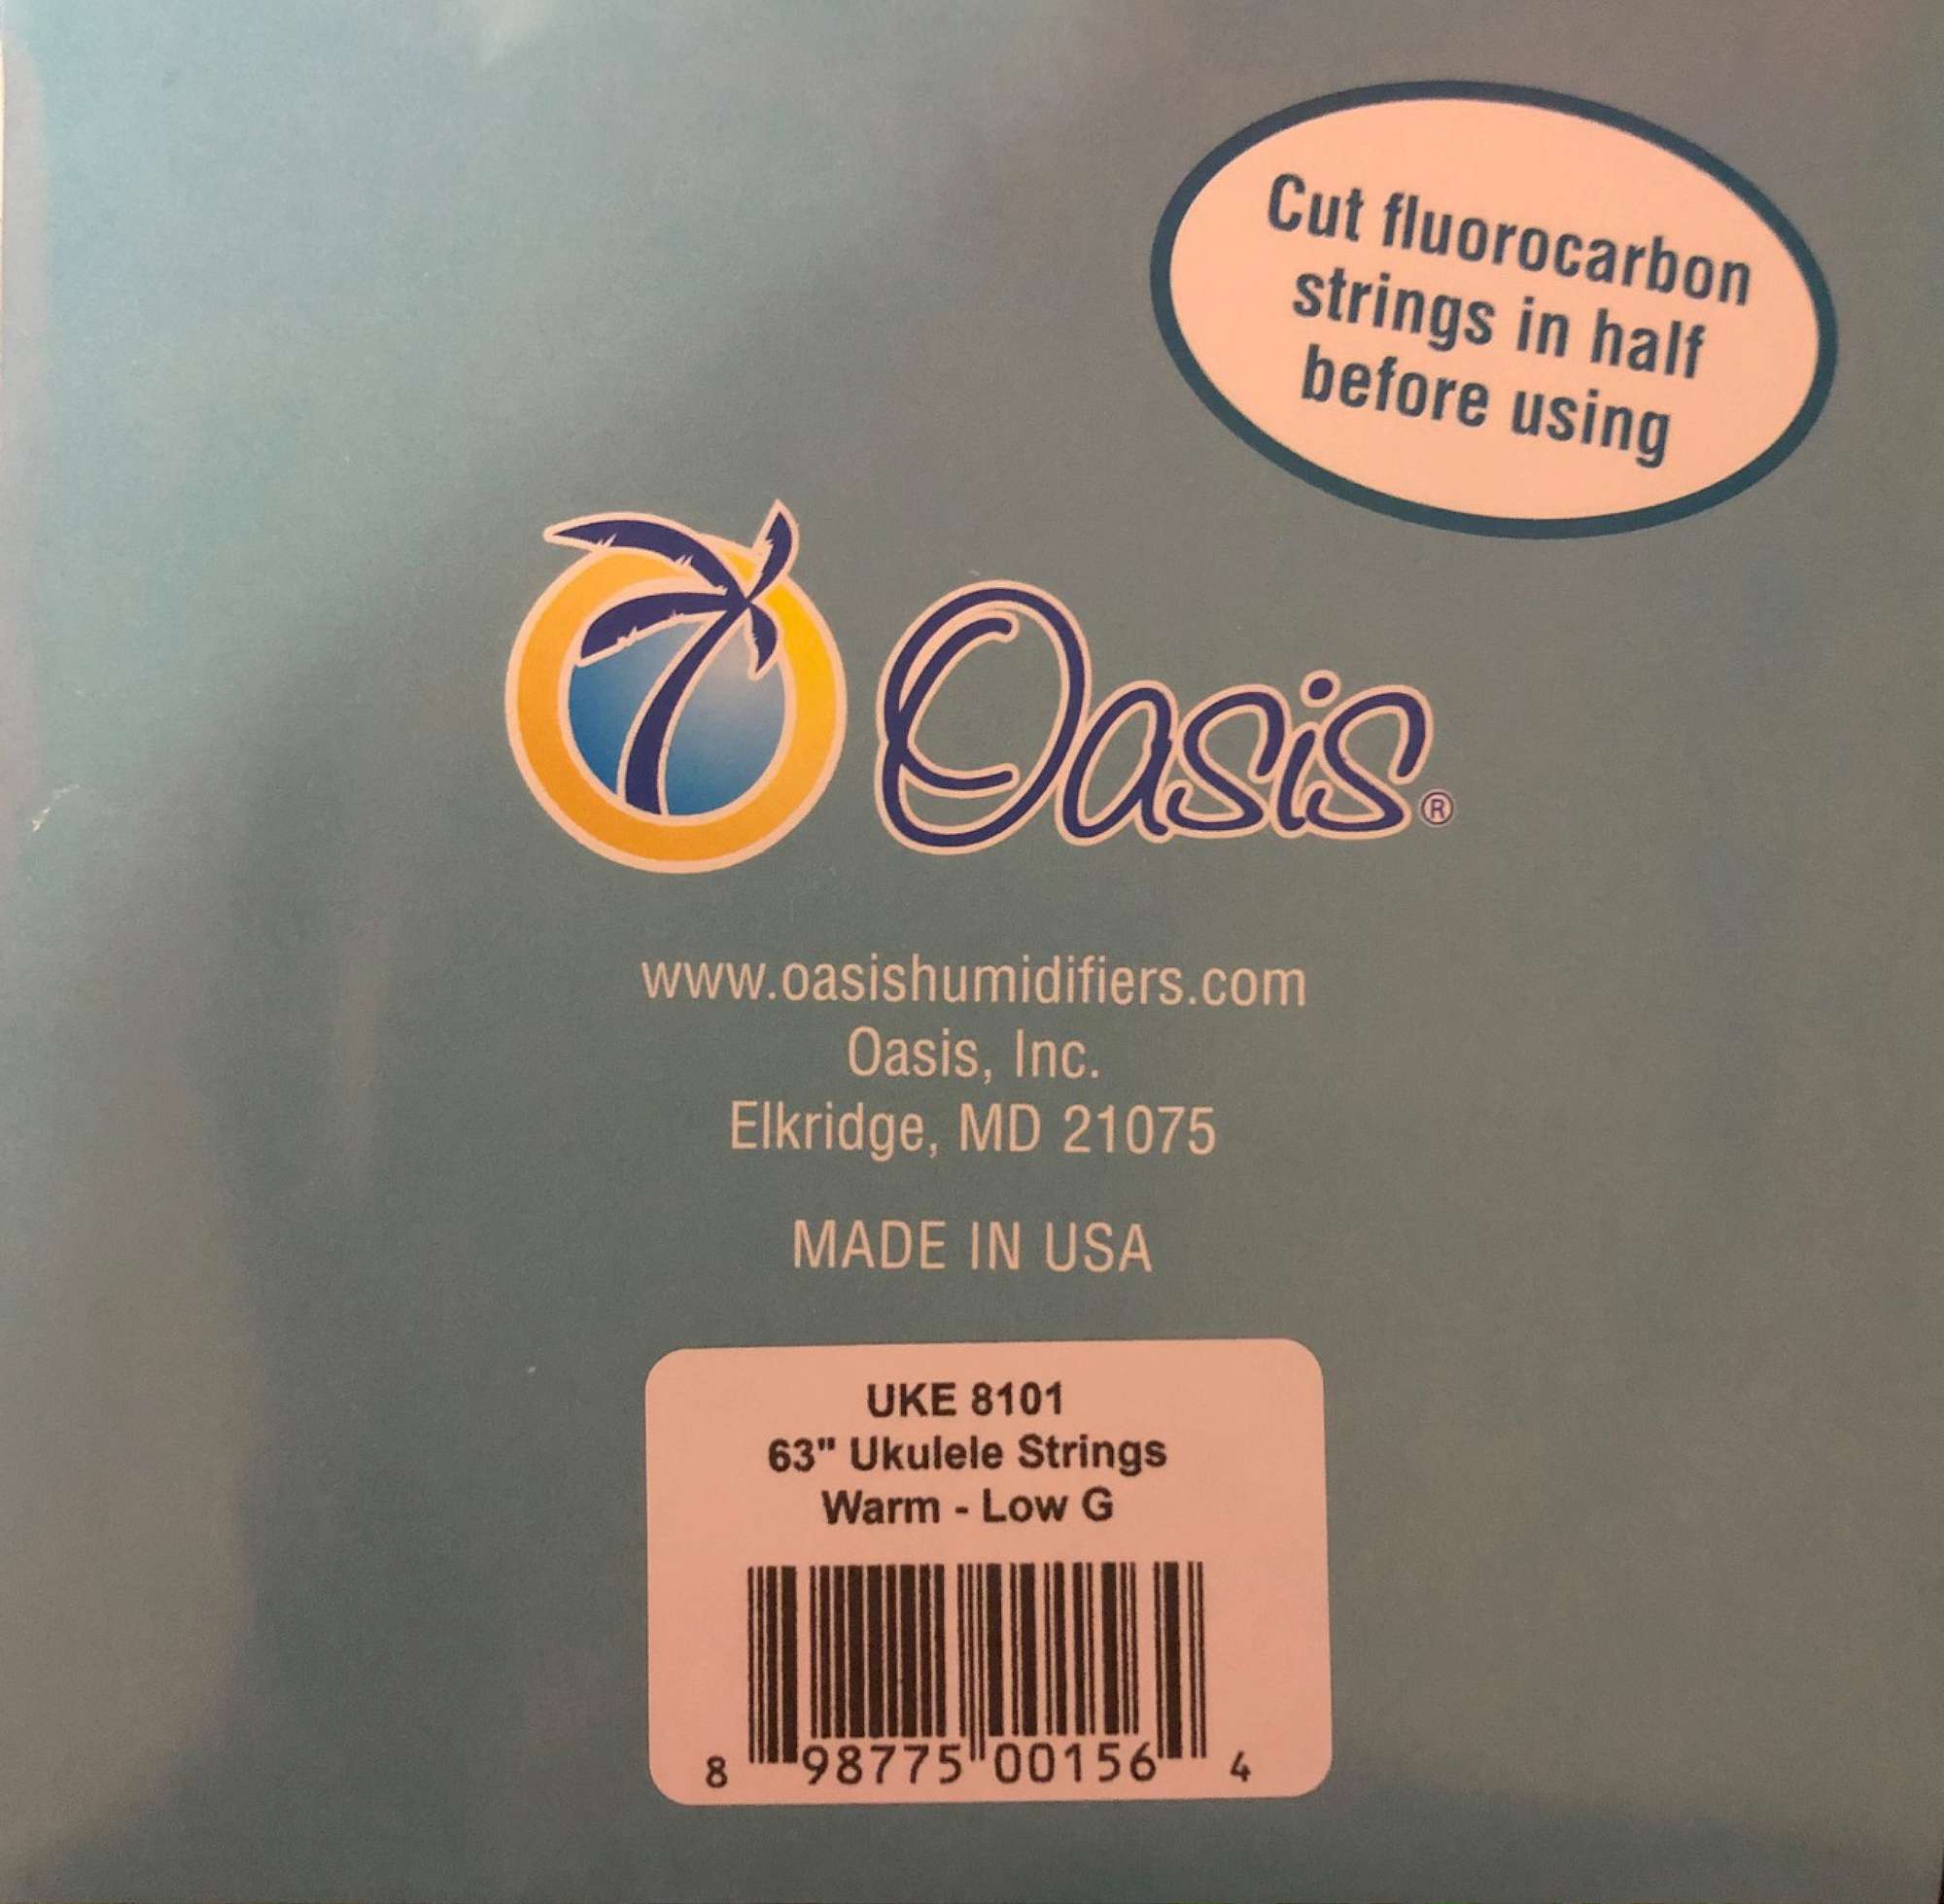 Cut fluorocarbon
strings in half
before using
Oasis®
www.oasishumidifiers.com
Oasis, Inc.
Elkridge, MD 21075
MADE IN USA
UKE 8101
63" Ukulele Strings
Warm - Low G
8 98775 00156 4